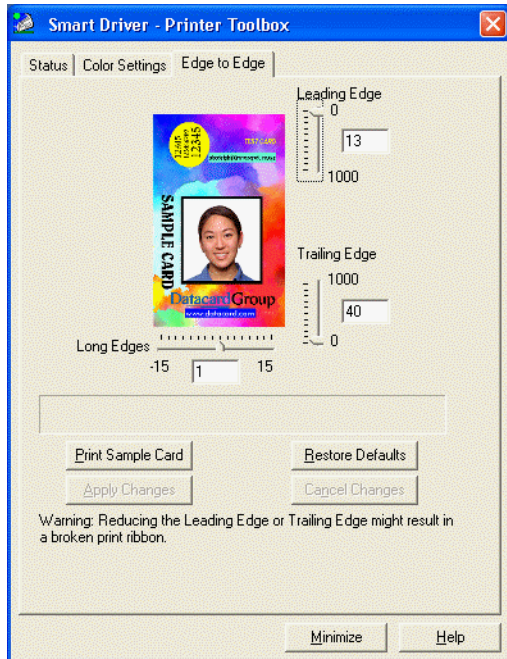 Smart Driver - Printer Toolbox
Status
Color Settings
Edge to Edge
Leading Edge
0
13
1000
12345
12345
TEST CARD
SAMPLE CARD
DatacardGroup
www.datacard.com
Trailing Edge
1000
40
0
Long Edges
-15
1
15
Print Sample Card
Restore Defaults
Apply Changes
Cancel Changes
Warning: Reducing the Leading Edge or Trailing Edge might result in
a broken print ribbon.
Minimize
Help